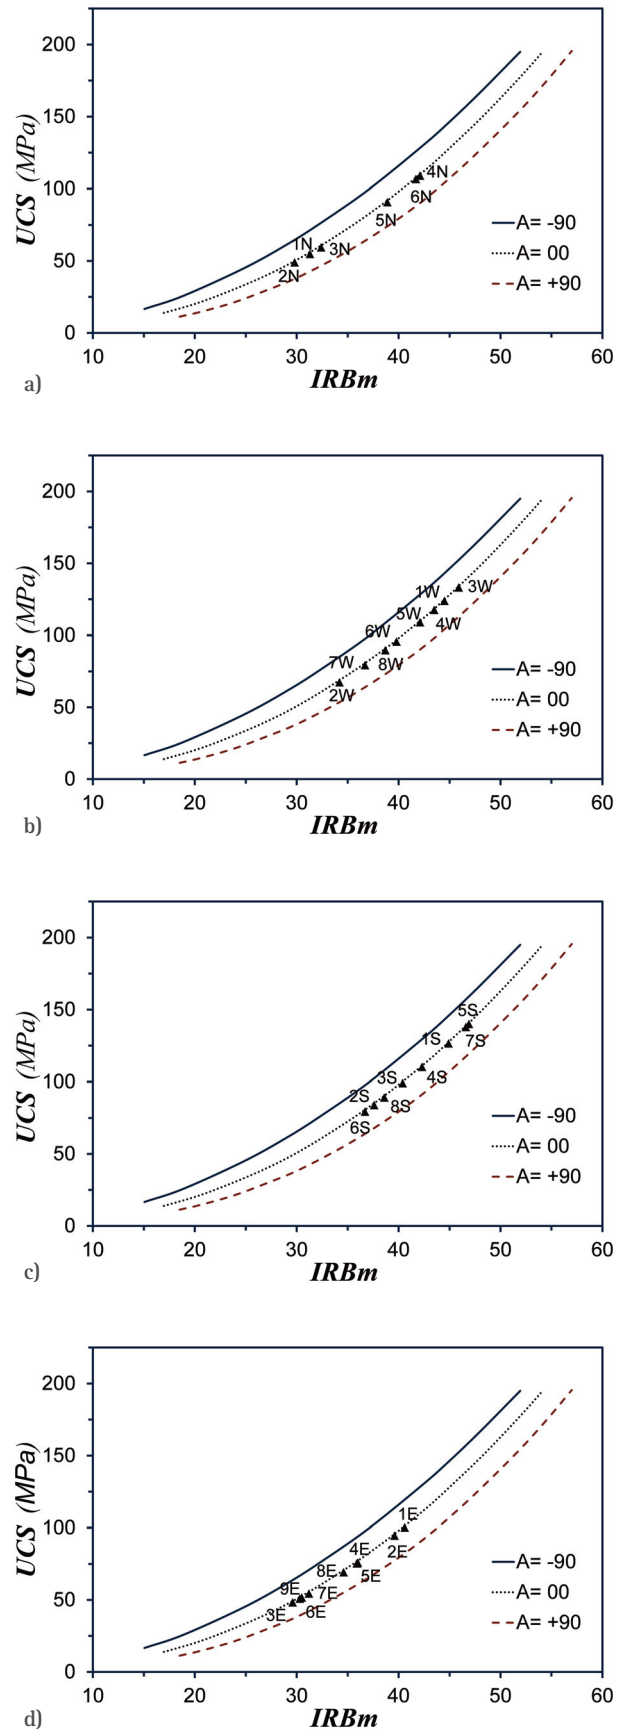 200
150
100
50
0
UCS (MPa)
4N
6N
5N
1N
3N
2N
A= -90
A= 00
A= +90
10 20 30 40 50 60
IRBm
a)
200
150
100
50
0
UCS (MPa)
1W
3W
5W
4W
6W
7W
8W
2W
A= -90
A= 00
A= +90
10 20 30 40 50 60
IRBm
b)
200
150
100
50
0
UCS (MPa)
5S
1S
7S
3S
4S
2S
8S
6S
A= -90
A= 00
A= +90
10 20 30 40 50 60
IRBm
c)
200
150
100
50
0
UCS (MPa)
1E
4E
2E
8E
5E
9E
7E
3E
6E
A= -90
A= 00
A= +90
10 20 30 40 50 60
IRBm
d)